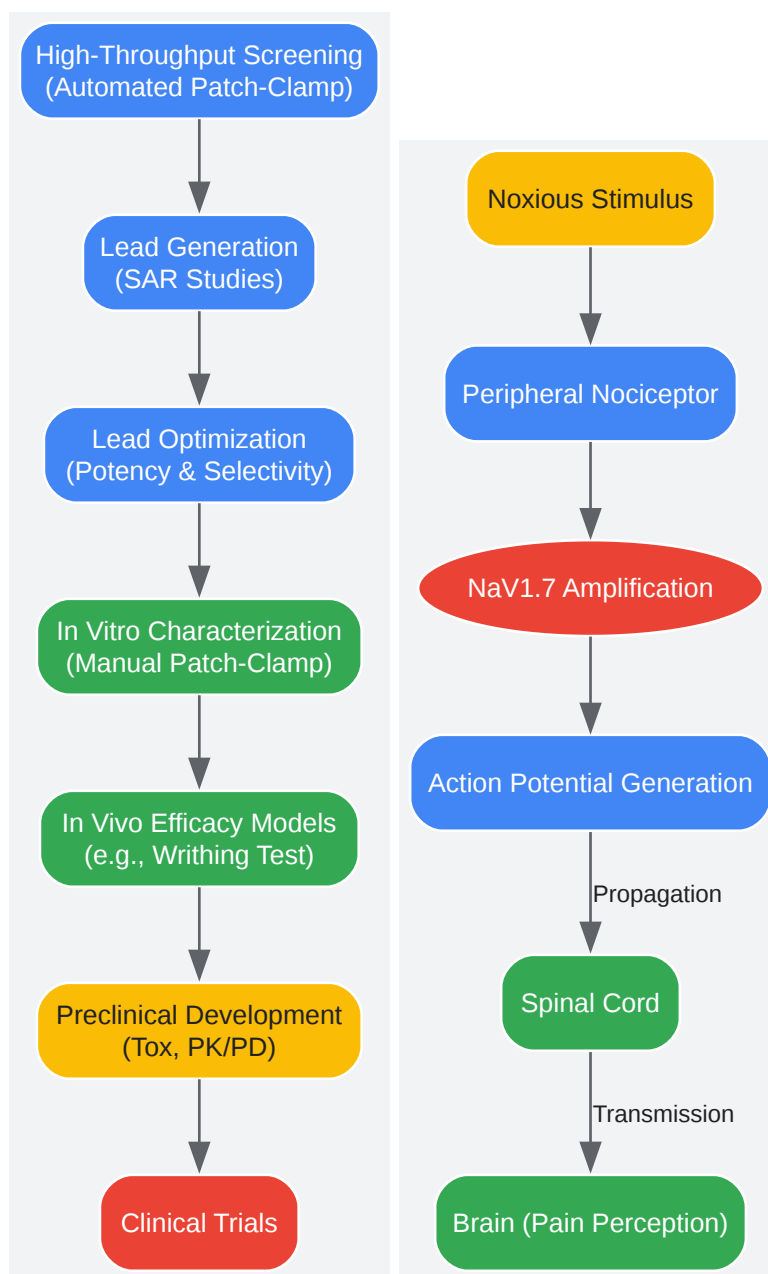 High-Throughput Screening
(Automated Patch-Clamp)
Lead Generation
(SAR Studies)
Lead Optimization
(Potency & Selectivity)
In Vitro Characterization
(Manual Patch-Clamp)
In Vivo Efficacy Models
(e.g., Writhing Test)
Preclinical Development
(Tox, PK/PD)
Clinical Trials
Noxious Stimulus
Peripheral Nociceptor
NaV1.7 Amplification
Action Potential Generation
Propagation
Spinal Cord
Transmission
Brain (Pain Perception)